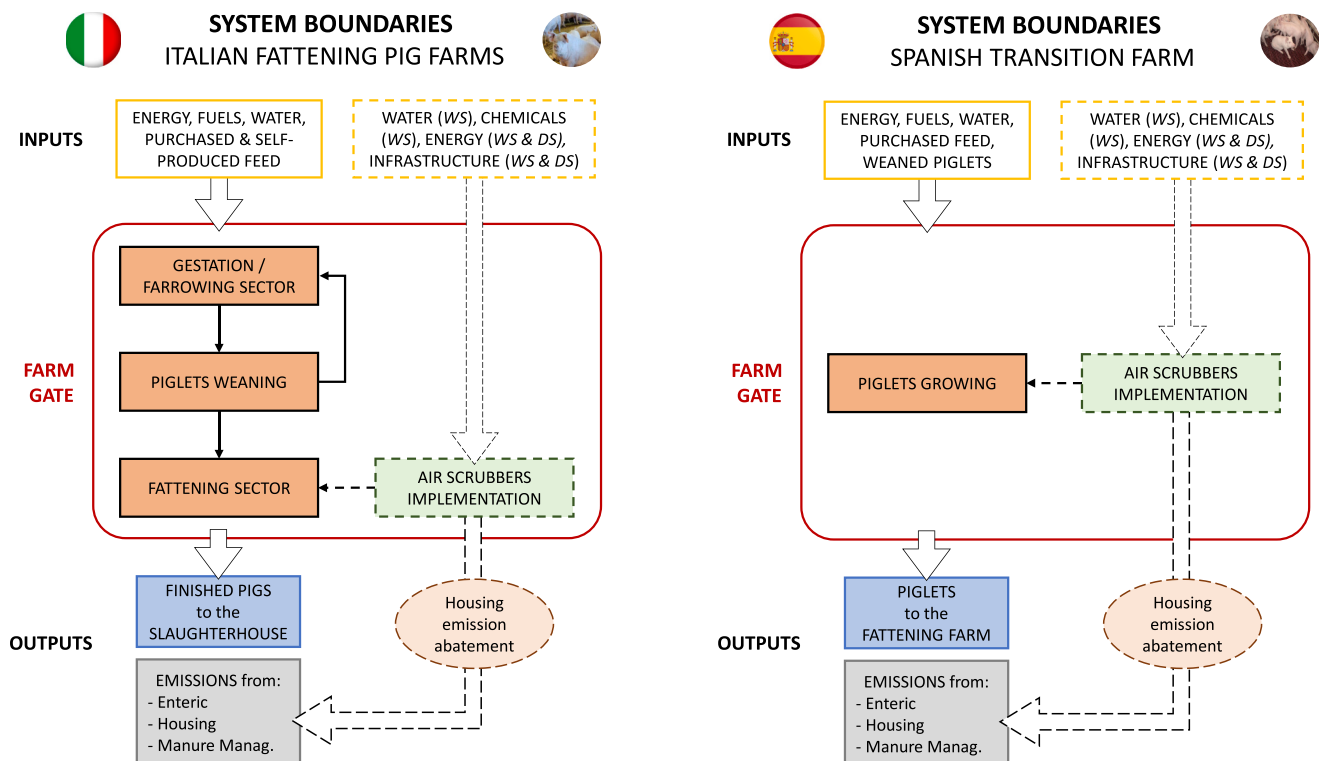 SYSTEM BOUNDARIES
ITALIAN FATTENING PIG FARMS
INPUTS
ENERGY, FUELS, WATER,
PURCHASED & SELF-
PRODUCED FEED
WATER (WS), CHEMICALS
(WS), ENERGY (WS & DS),
INFRASTRUCTURE (WS & DS)
FARM
GATE
GESTATION /
FARROWING SECTOR
PIGLETS WEANING
FATTENING SECTOR
AIR SCRUBBERS
IMPLEMENTATION
OUTPUTS
FINISHED PIGS
to the
SLAUGHTERHOUSE
Housing
emission
abatement
EMISSIONS from:
- Enteric
- Housing
- Manure Manag.
SYSTEM BOUNDARIES
SPANISH TRANSITION FARM
INPUTS
ENERGY, FUELS, WATER,
PURCHASED FEED,
WEANED PIGLETS
WATER (WS), CHEMICALS
(WS), ENERGY (WS & DS),
INFRASTRUCTURE (WS & DS)
FARM
GATE
PIGLETS GROWING
AIR SCRUBBERS
IMPLEMENTATION
OUTPUTS
PIGLETS
to the
FATTENING FARM
Housing
emission
abatement
EMISSIONS from:
- Enteric
- Housing
- Manure Manag.